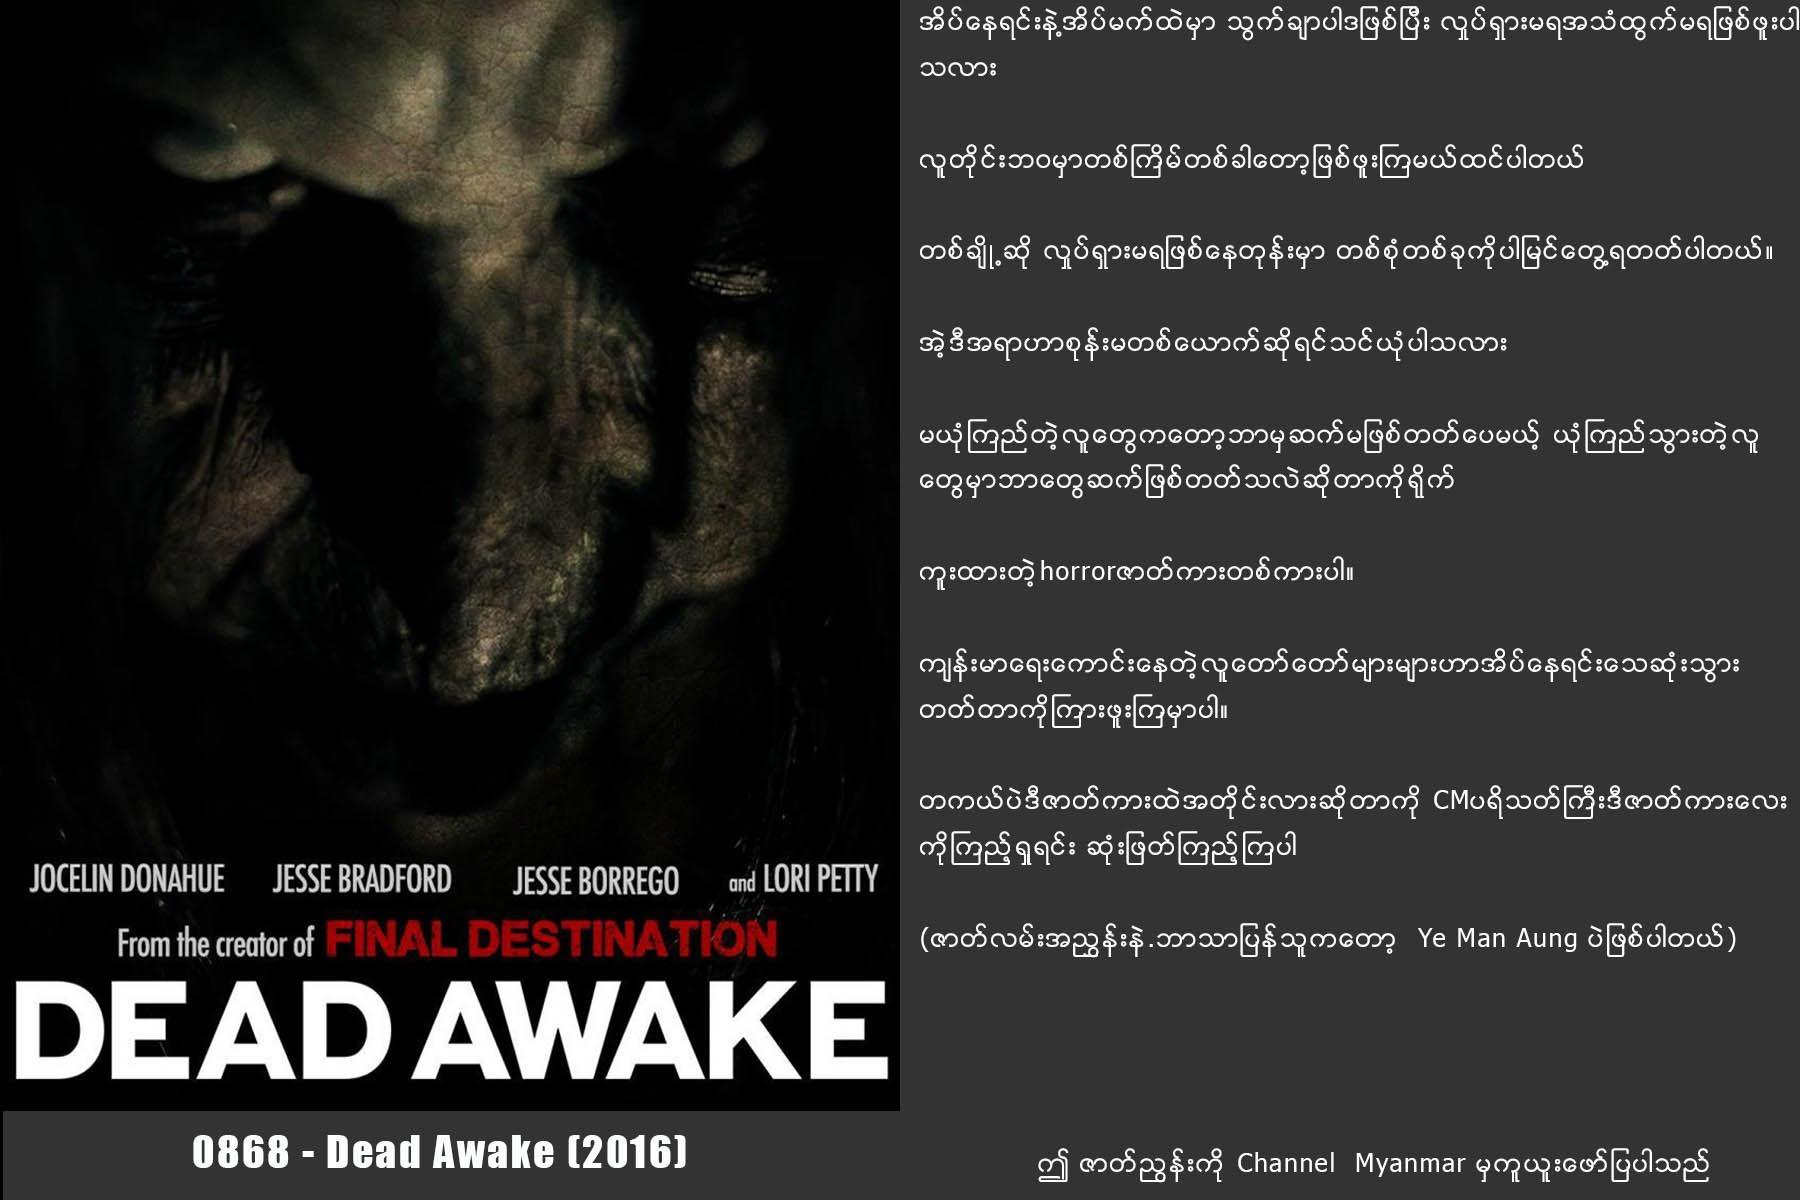 အိပ်နေရင်းနဲ့အိပ်မက်ထဲမှာ သွက်ချာပါဒဖြစ်ပြီး လှုပ်ရှားမရအသံထွက်မရဖြစ်ဖူးပါ
သလား
လူတိုင်းဘဝမှာတစ်ကြိမ်တစ်ခါတော့ဖြစ်ဖူးကြမယ်ထင်ပါတယ်
တစ်ချို့ဆို လှုပ်ရှားမရဖြစ်နေတုန်းမှာ တစ်စုံတစ်ခုကိုပါမြင်တွေ့ရတတ်ပါတယ်။
အဲ့ဒီအရာဟာစုန်းမတစ်ယောက်ဆိုရင်သင်ယုံပါသလား
မယုံကြည်တဲ့လူတွေကတော့ဘာမှဆက်မဖြစ်တတ်ပေမယ့် ယုံကြည်သွားတဲ့လူ
တွေမှာဘာတွေဆက်ဖြစ်တတ်သလဲဆိုတာကိုရိုက်
ကူးထားတဲ့horrorဇာတ်ကားတစ်ကားပါ။
ကျန်းမာရေးကောင်းနေတဲ့လူတော်တော်များများဟာအိပ်နေရင်းသေဆုံးသွား
တတ်တာကိုကြားဖူးကြမှာပါ။
တကယ်ပဲဒီဇာတ်ကားထဲအတိုင်းလားဆိုတာကို CMပရိသတ်ကြီးဒီဇာတ်ကားလေး
ကိုကြည့်ရှုရင်း ဆုံးဖြတ်ကြည့်ကြပါ
(ဇာတ်လမ်းအညွှန်းနဲ.ဘာသာပြန်သူကတော့ Ye Man Aung ပဲဖြစ်ပါတယ်)
JOCELIN DONAHUE JESSE BRADFORD JESSE BORREGO and LORI PETTY
From the creator of FINAL DESTINATION
DEAD AWAKE
0868 - Dead Awake (2016)
ဤ ဇာတ်ညွှန်းကို Channel Myanmar မှကူယူးဖော်ပြပါသည်